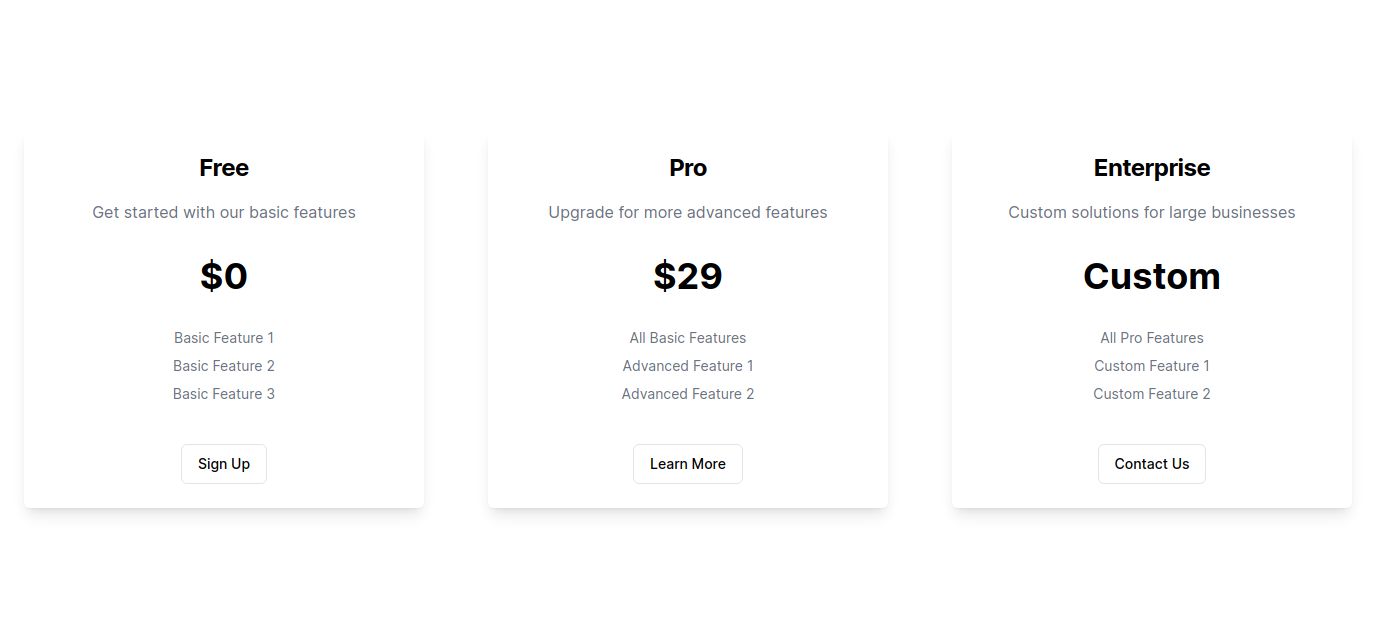 Free
Get started with our basic features
$0
Basic Feature 1
Basic Feature 2
Basic Feature 3
Sign Up
Pro
Upgrade for more advanced features
$29
All Basic Features
Advanced Feature 1
Advanced Feature 2
Learn More
Enterprise
Custom solutions for large businesses
Custom
All Pro Features
Custom Feature 1
Custom Feature 2
Contact Us